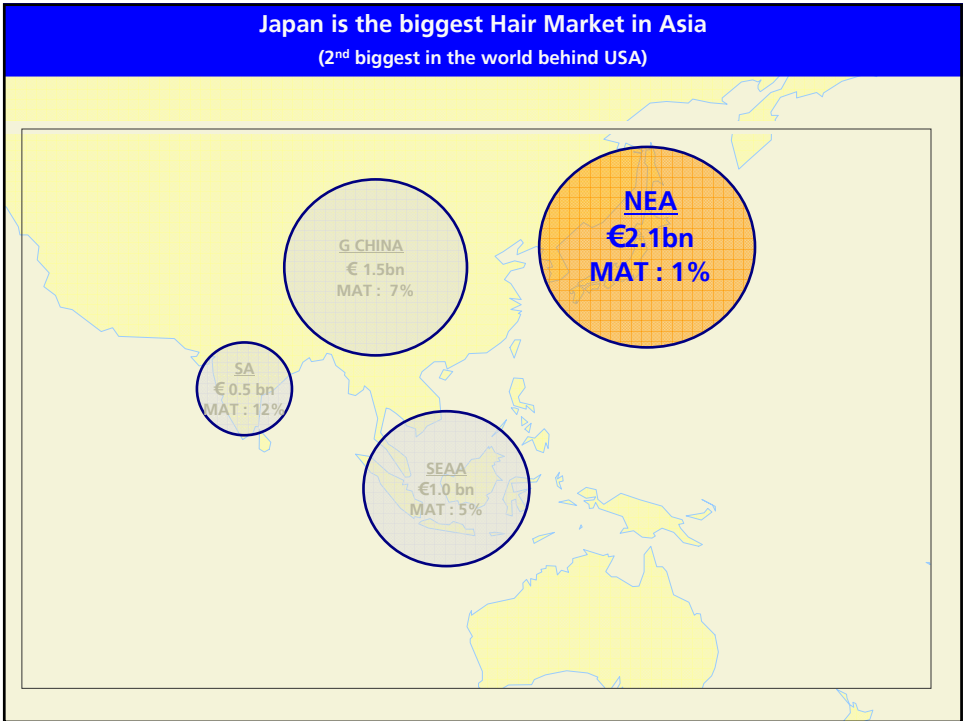 Japan is the biggest Hair Market in Asia
(2nd biggest in the world behind USA)
NEA
€2.1bn
MAT : 1%
G CHINA
€ 1.5bn
MAT : 7%
SA
€ 0.5 bn
MAT : 12%
SEAA
€1.0 bn
MAT : 5%